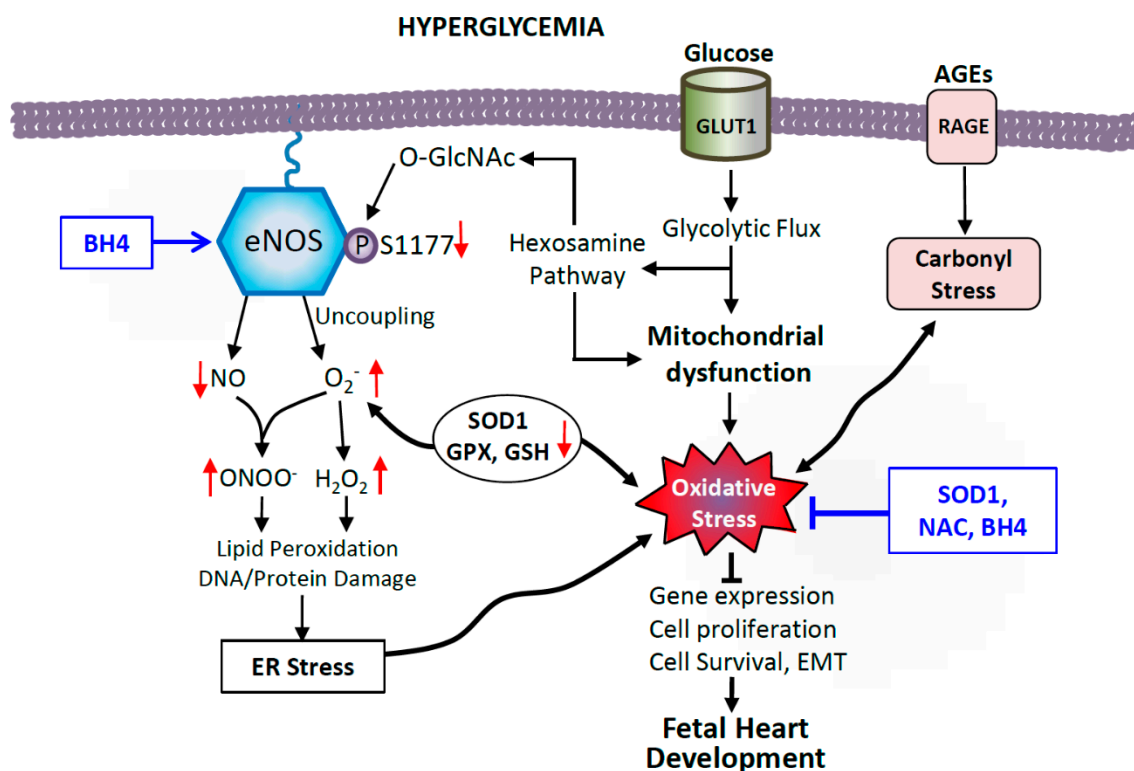 HYPERGLYCEMIA
Glucose
AGEs
GLUT1
RAGE
O-GlcNAc
BH4
eNOS
P
S1177
Hexosamine
Pathway
Glycolytic Flux
Carbonyl
Stress
Uncoupling
Mitochondrial
dysfunction
NO
O₂⁻
SOD1
GPX, GSH
ONOO⁻
H₂O₂
Oxidative
Stress
SOD1,
NAC, BH4
Lipid Peroxidation
DNA/Protein Damage
ER Stress
Gene expression
Cell proliferation
Cell Survival, EMT
Fetal Heart
Development